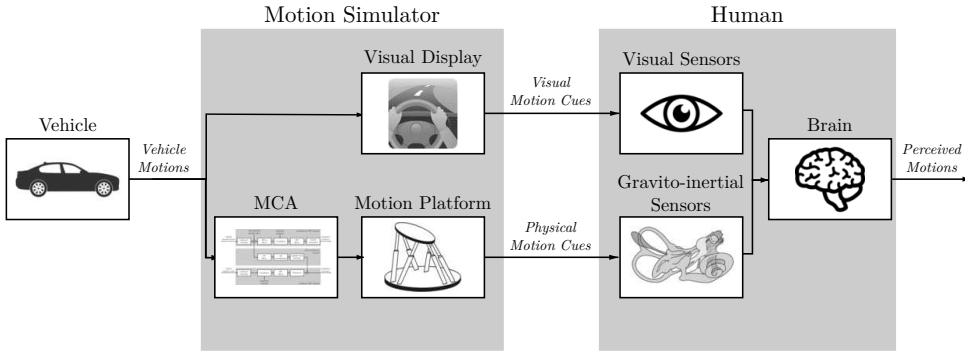 Motion Simulator
Human
Visual Display
Visual Sensors
Visual
Motion Cues
Vehicle
Vehicle
Motions
Brain
Perceived
Motions
MCA
Motion Platform
Physical
Motion Cues
Gravito-inertial
Sensors